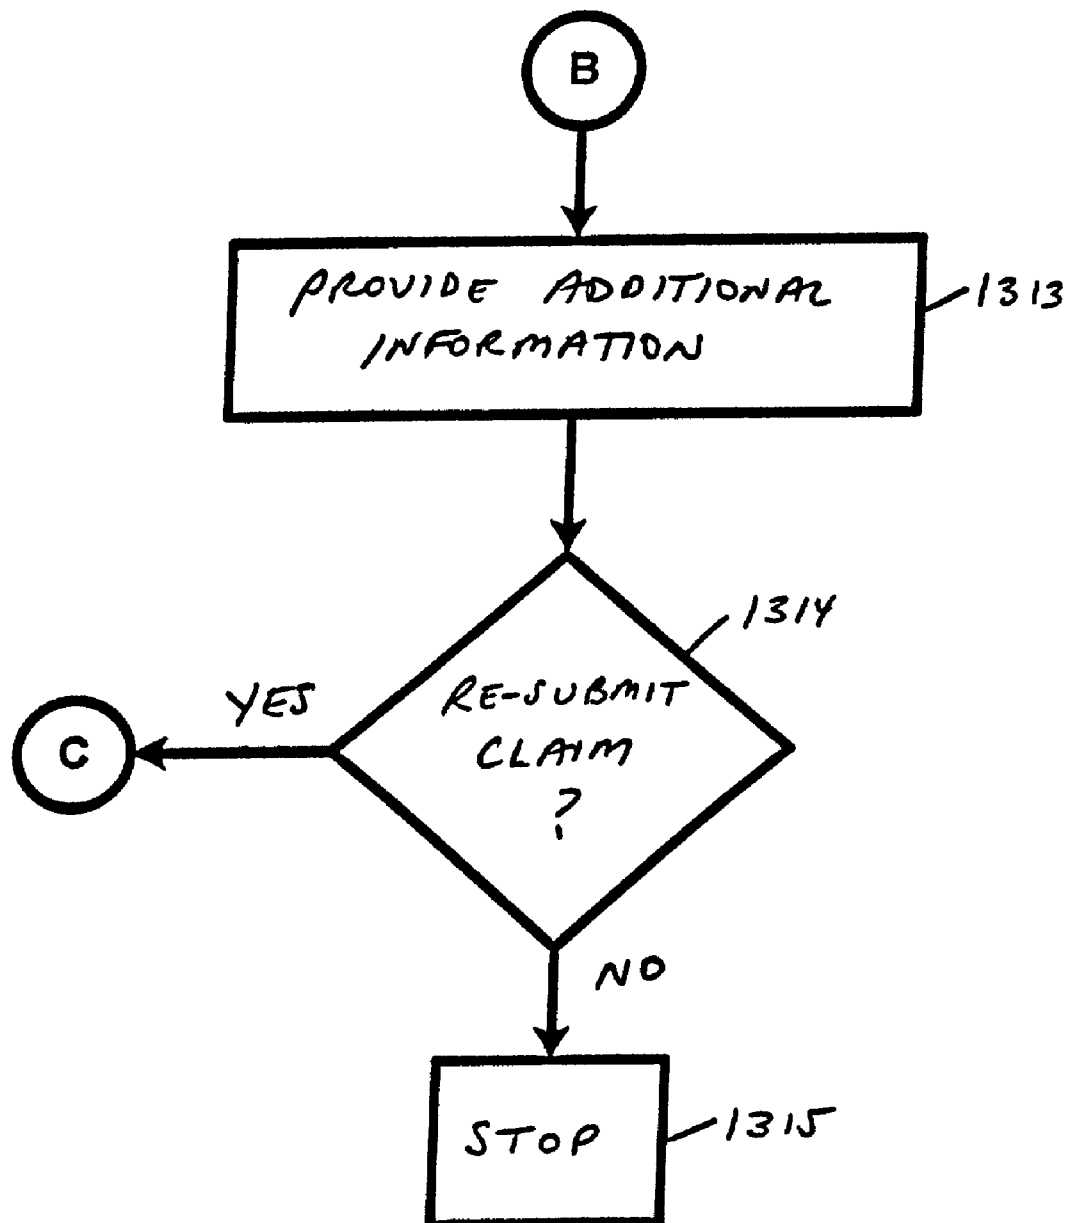 B
PROVIDE ADDITIONAL
INFORMATION
1313
1314
RE-SUBMIT
CLAIM
?
YES
C
NO
STOP
1315